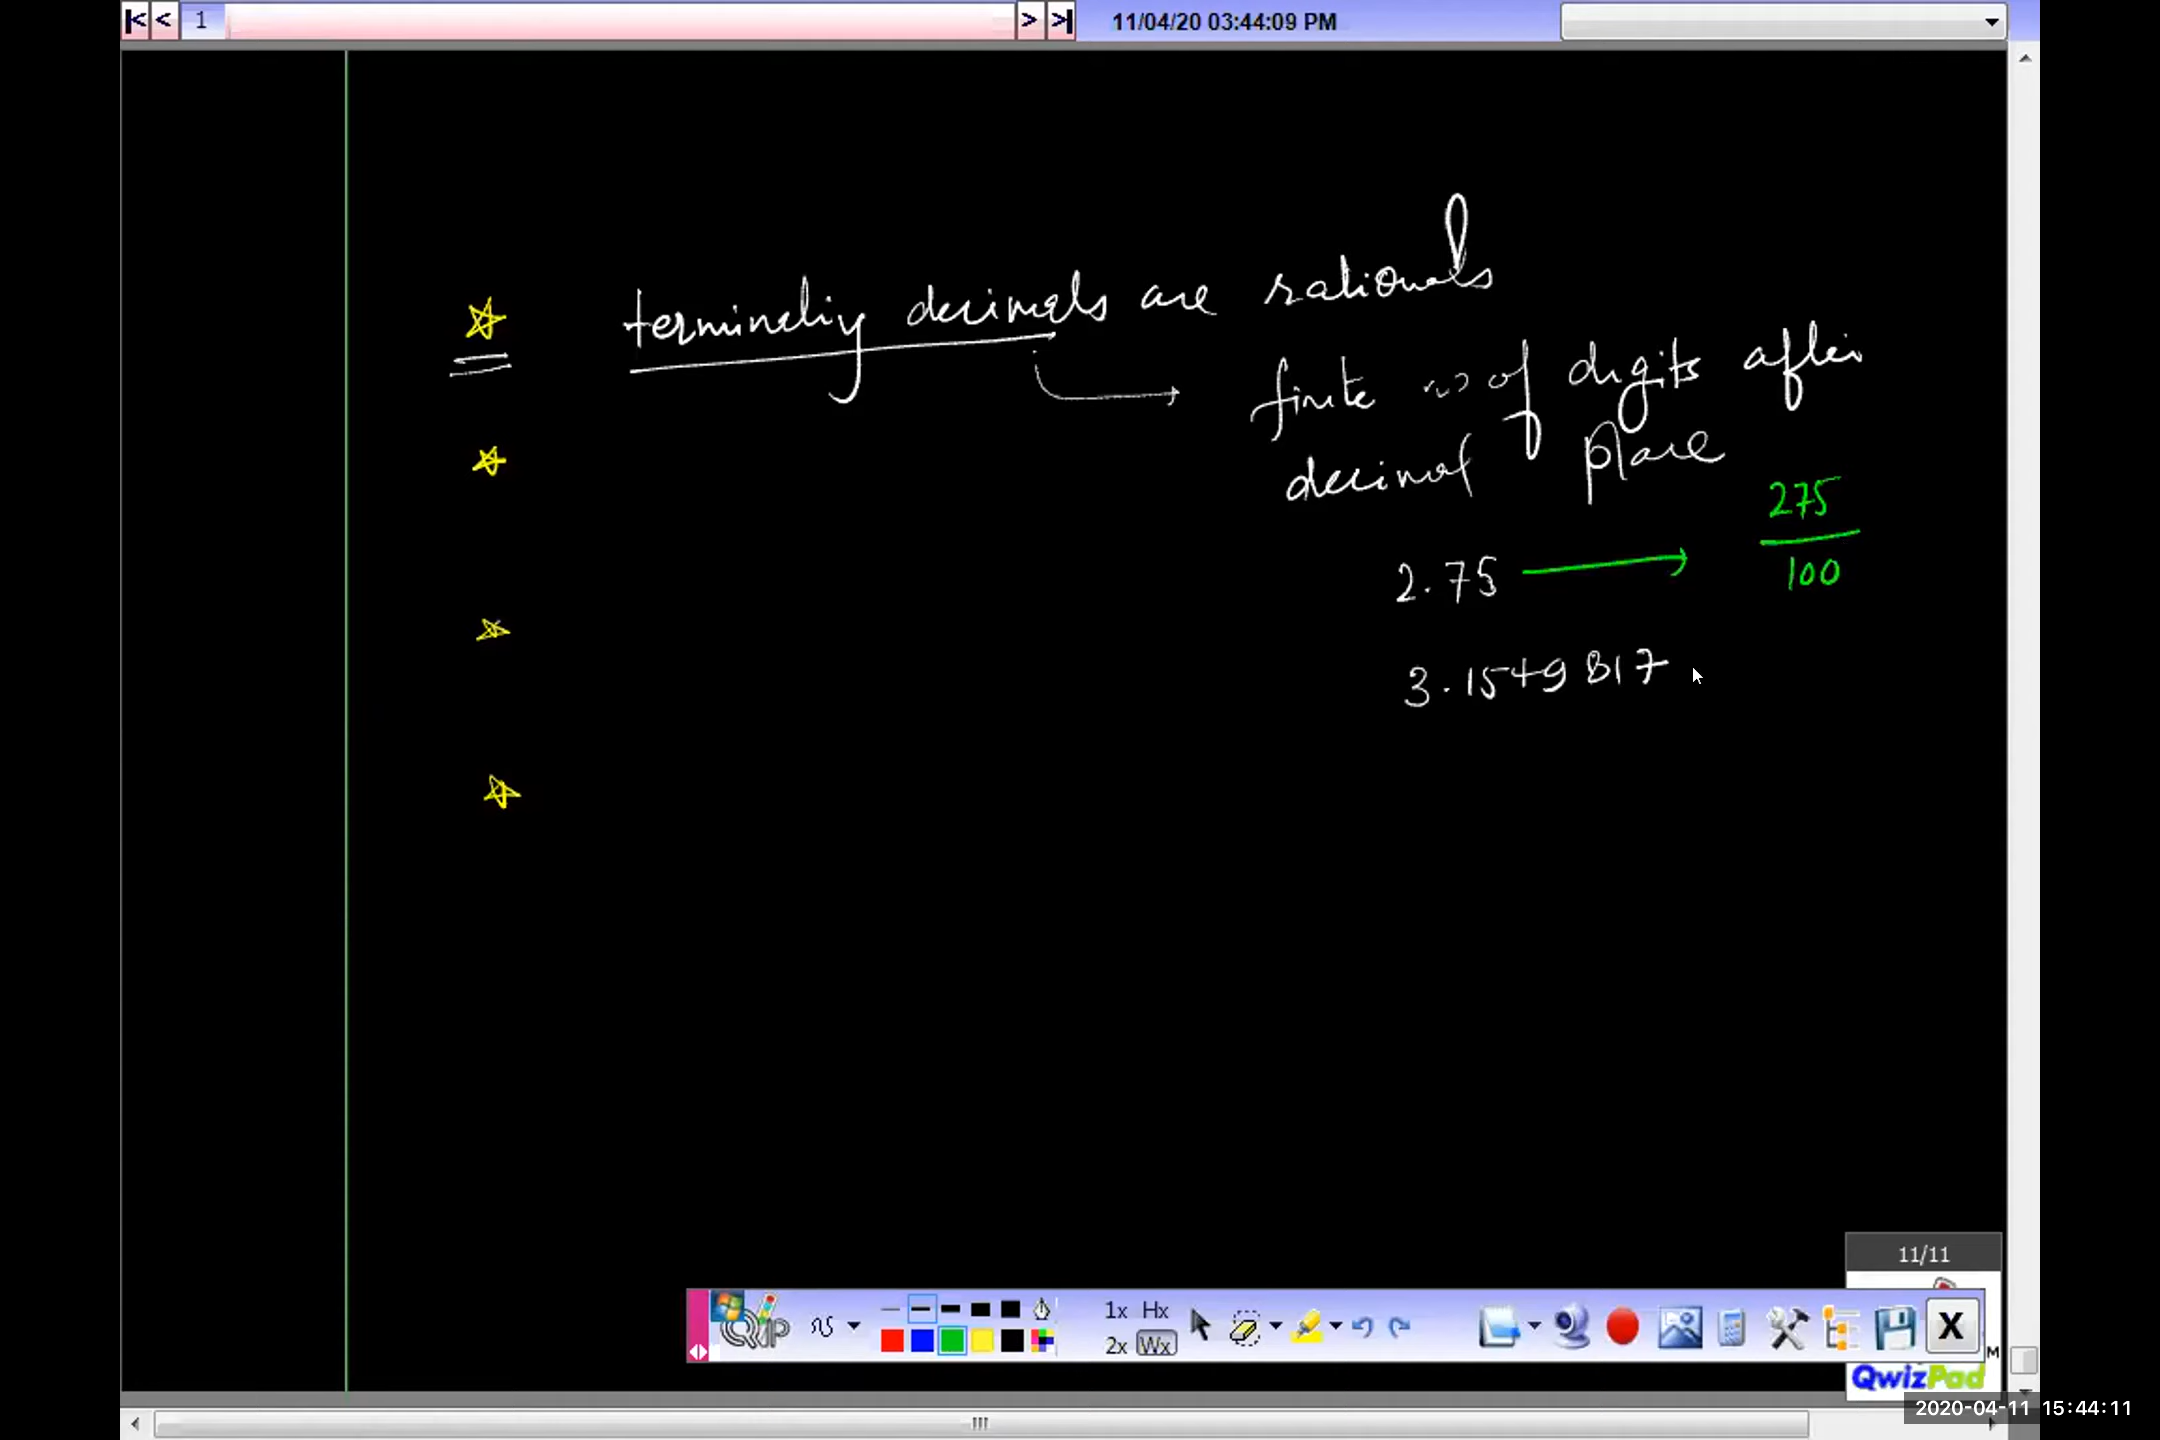 1
11/04/20 03:44:09 PM
terminating decimals are rationals
finite no of digits after
decimal place
275
100
2.75
3.1549817
11/11
1x Hx
2x Wx
X
QwizPad
2020-04-11 15:44:11